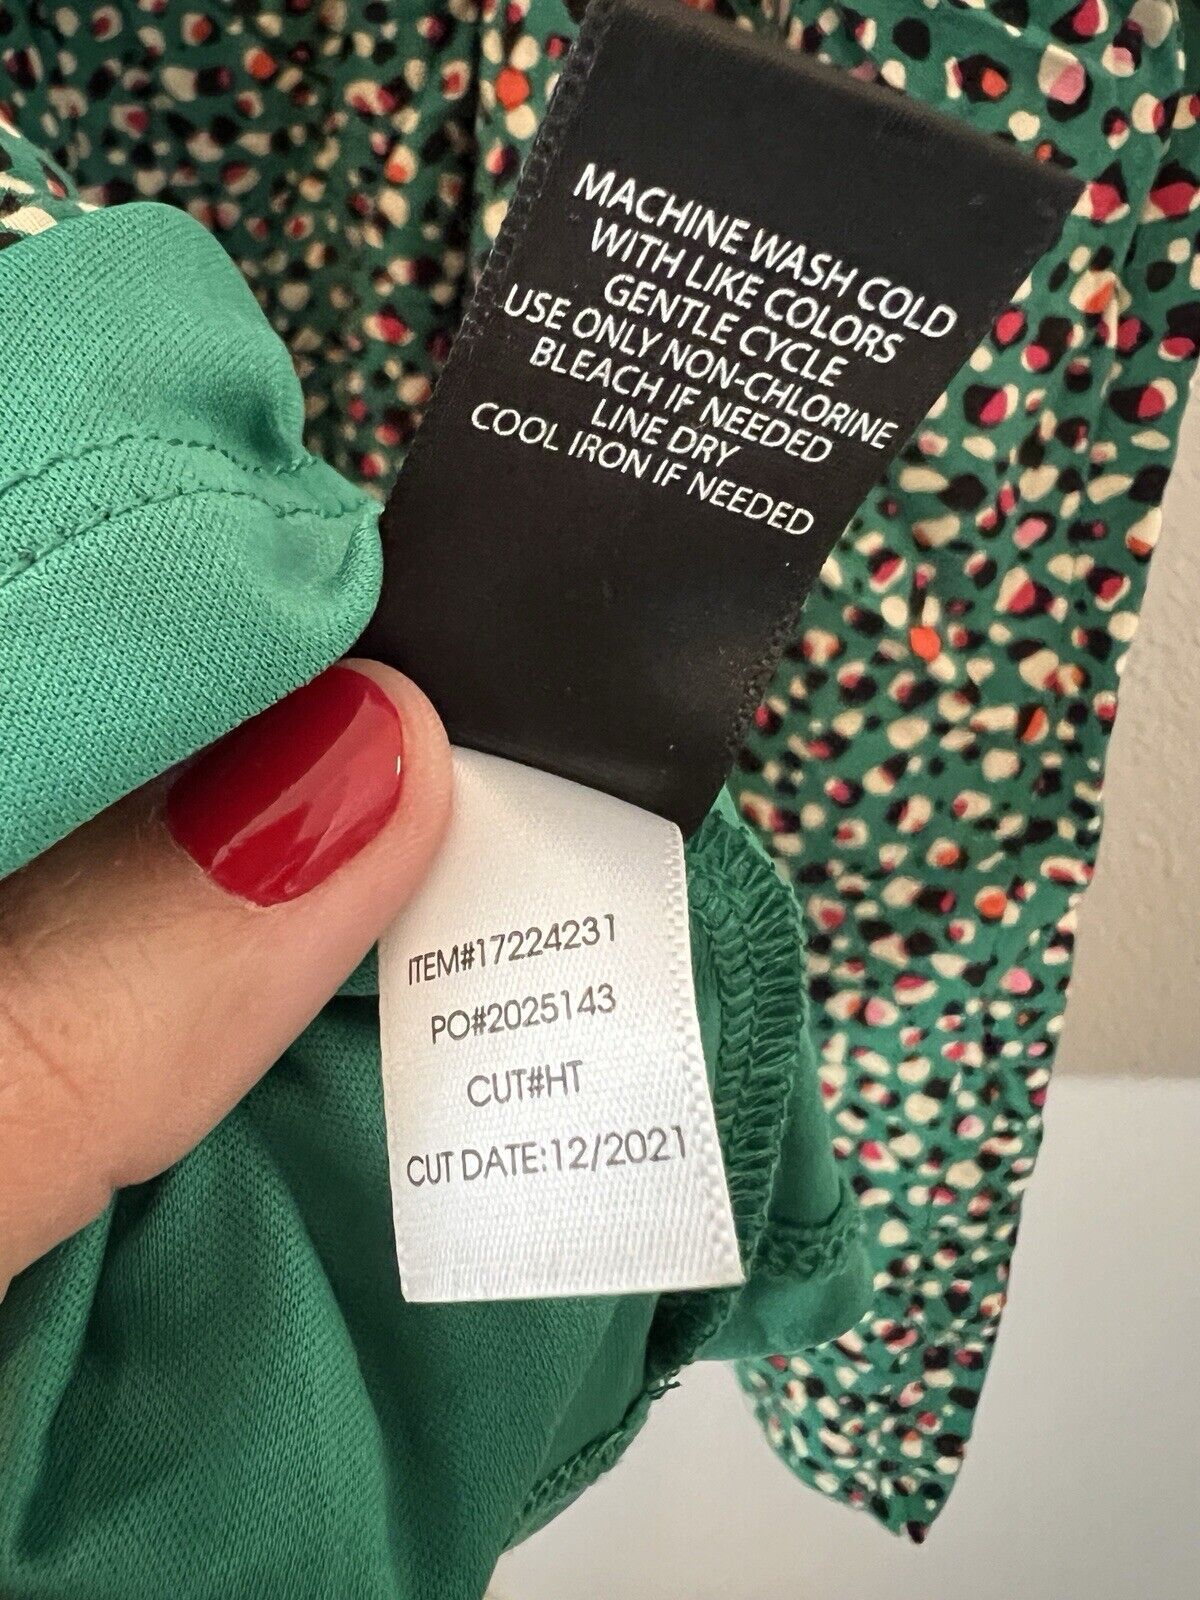 MACHINE WASH COLD
WITH LIKE COLORS
GENTLE CYCLE
USE ONLY NON-CHLORINE
BLEACH IF NEEDED
LINE DRY
COOL IRON IF NEEDED
ITEM#17224231
PO#2025143
CUT#HT
CUT DATE:12/2021